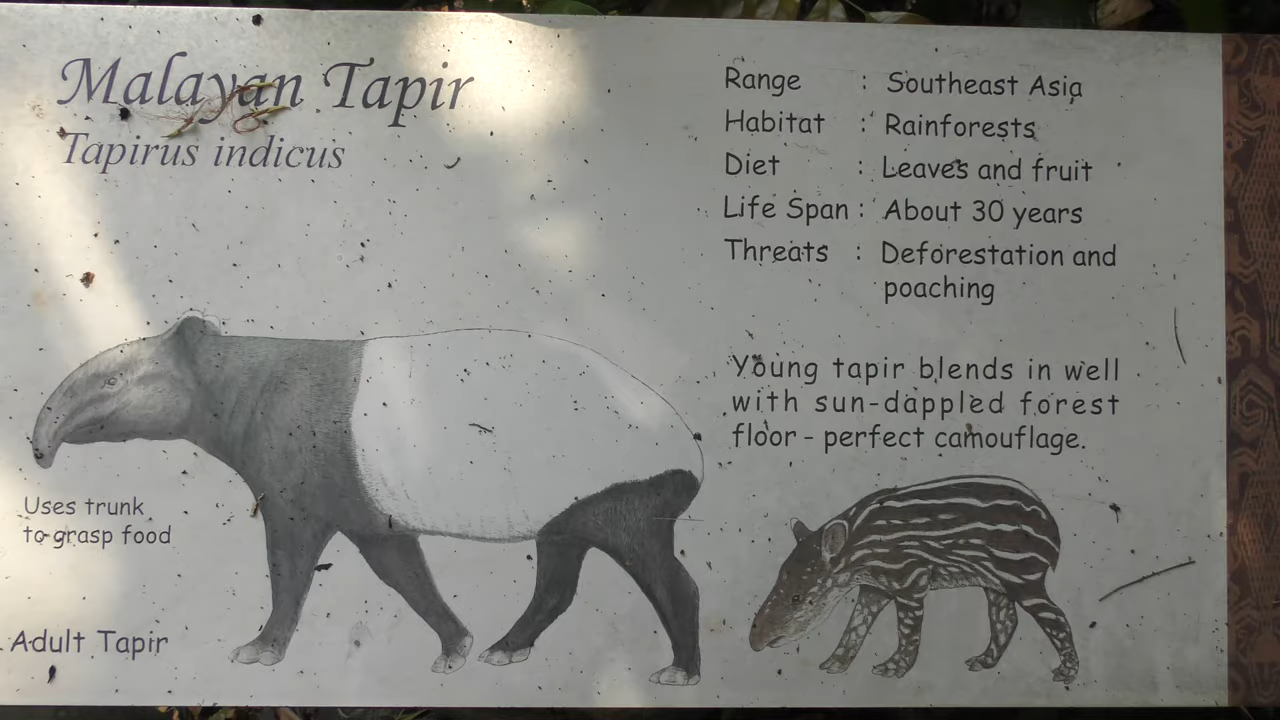 Malayan Tapir
Tapirus indicus
Range : Southeast Asia
Habitat : Rainforests
Diet : Leaves and fruit
Life Span : About 30 years
Threats : Deforestation and
poaching
Young tapir blends in well
with sun-dappled forest
floor - perfect camouflage.
Uses trunk
to grasp food
Adult Tapir